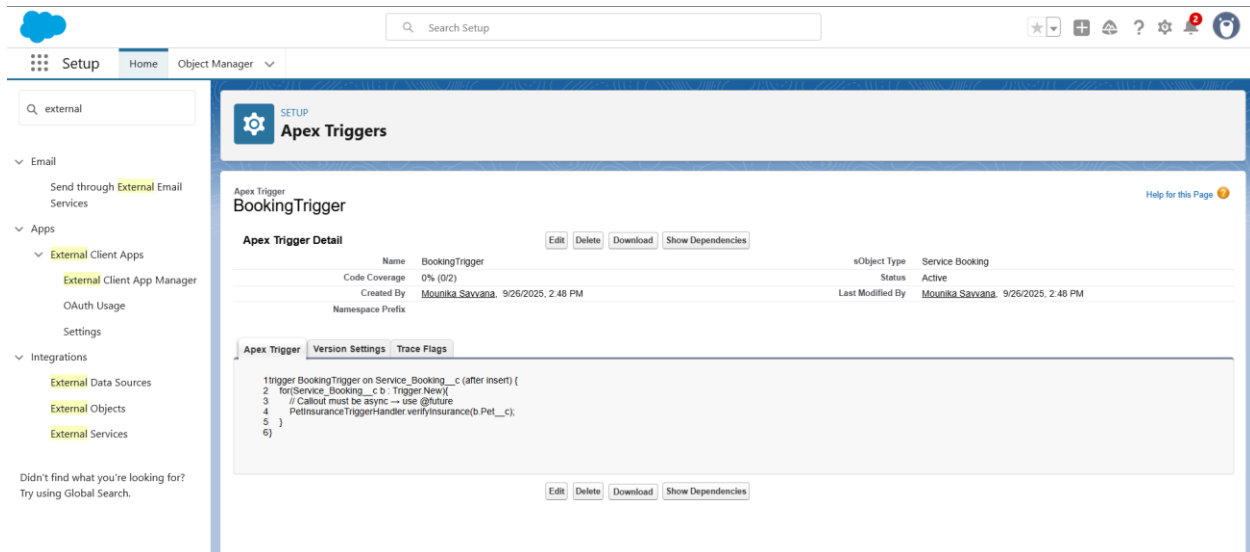 Search Setup
2
Setup Home Object Manager
external
Email
Send through External Email
Services
Apps
External Client Apps
External Client App Manager
OAuth Usage
Settings
Integrations
External Data Sources
External Objects
External Services
Didn't find what you're looking for?
Try using Global Search.
SETUP
Apex Triggers
Apex Trigger
BookingTrigger
Help for this Page
Apex Trigger Detail Edit Delete Download Show Dependencies
Name BookingTrigger sObject Type Service Booking
Code Coverage 0% (0/2) Status Active
Created By Mounika Savvana, 9/26/2025, 2:48 PM Last Modified By Mounika Savvana, 9/26/2025, 2:48 PM
Namespace Prefix
Apex Trigger Version Settings Trace Flags
1trigger BookingTrigger on Service_Booking__c (after insert) {
2 for(Service_Booking__c b : Trigger.New){
3 // Callout must be async → use @future
4 PetInsuranceTriggerHandler.verifyInsurance(b.Pet__c);
5 }
6}
Edit Delete Download Show Dependencies